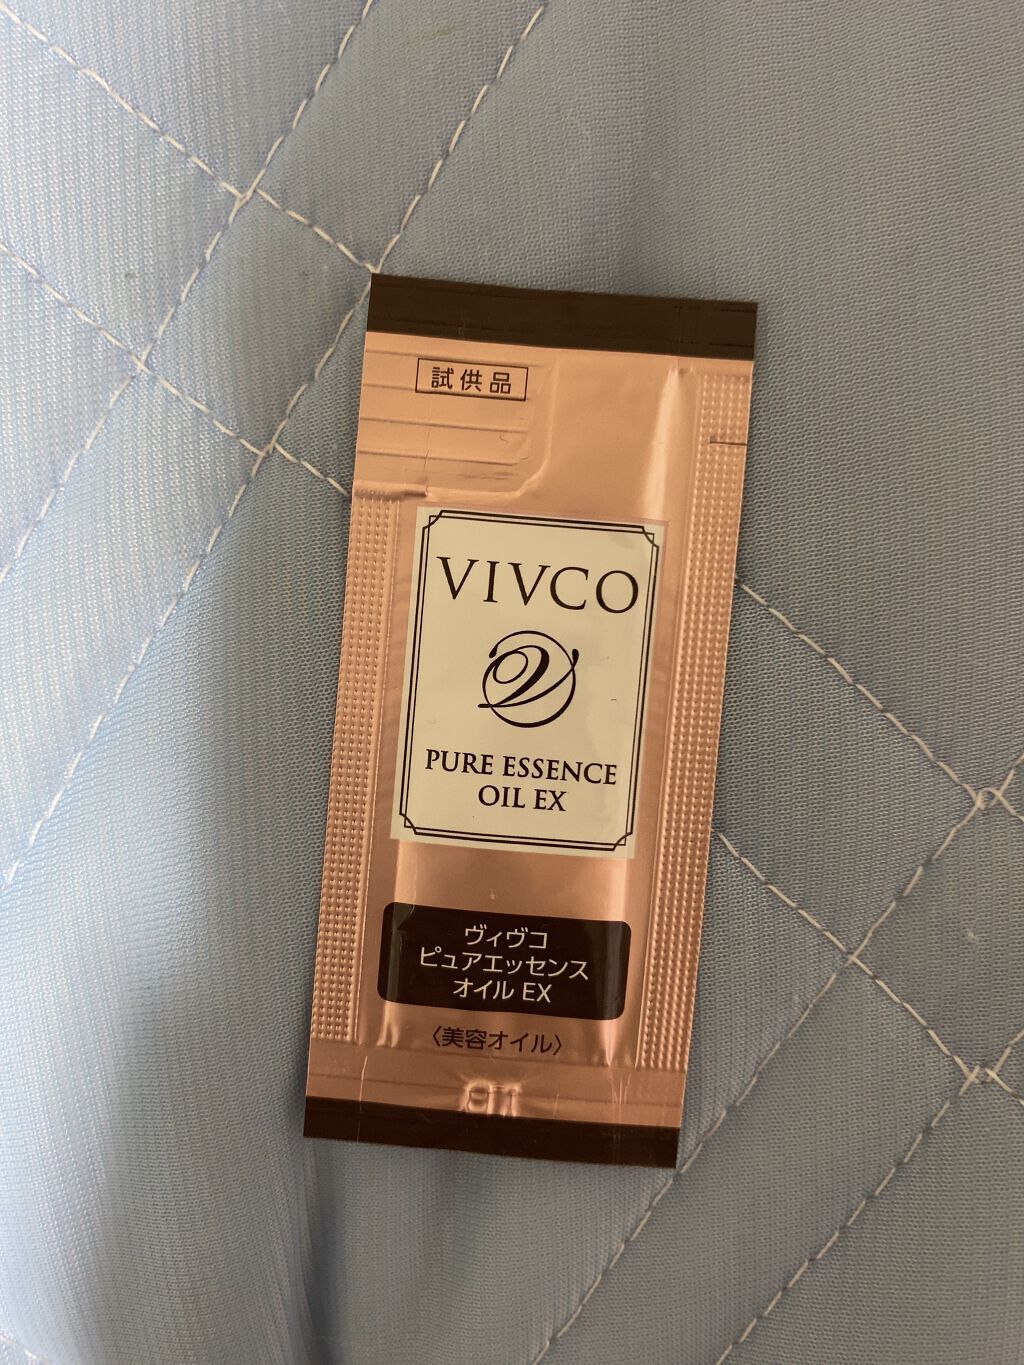 試供品
VIVCO
V
PURE ESSENCE
OIL EX
ヴィヴコ
ピュアエッセンス
オイル EX
〈美容オイル〉